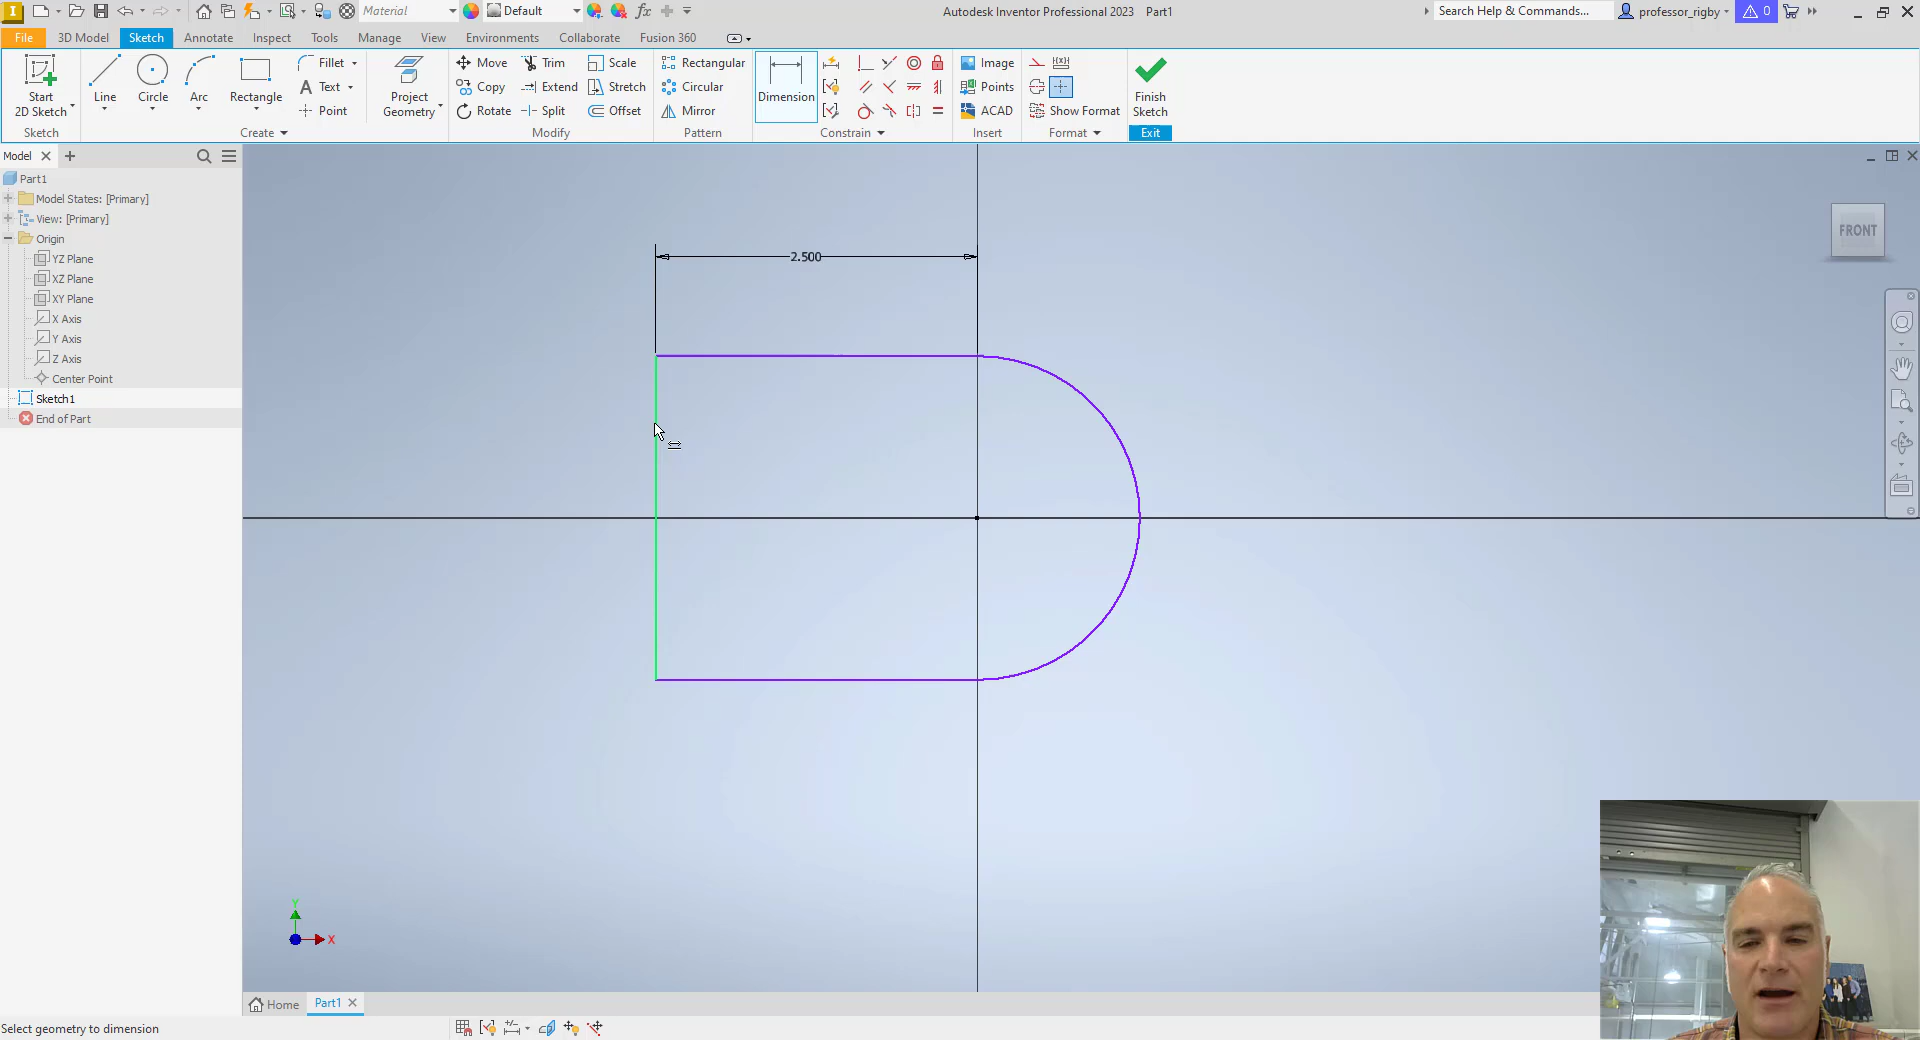 Material
Default
fx
Autodesk Inventor Professional 2023 Part1
Search Help & Commands...
professor_rigby
0
File
3D Model
Sketch
Annotate
Inspect
Tools
Manage
View
Environments
Collaborate
Fusion 360
Start
2D Sketch
Line
Circle
Arc
Rectangle
Fillet
Text
Point
Project
Geometry
Move
Copy
Rotate
Trim
Extend
Split
Scale
Stretch
Offset
Rectangular
Circular
Mirror
Dimension
Image
Points
ACAD
Show Format
Finish
Sketch
Sketch
Create
Modify
Pattern
Constrain
Insert
Format
Exit
Model
Part1
Model States: [Primary]
View: [Primary]
Origin
YZ Plane
XZ Plane
XY Plane
X Axis
Y Axis
Z Axis
Center Point
Sketch1
End of Part
2.500
FRONT
Y
X
Home
Part1
Select geometry to dimension